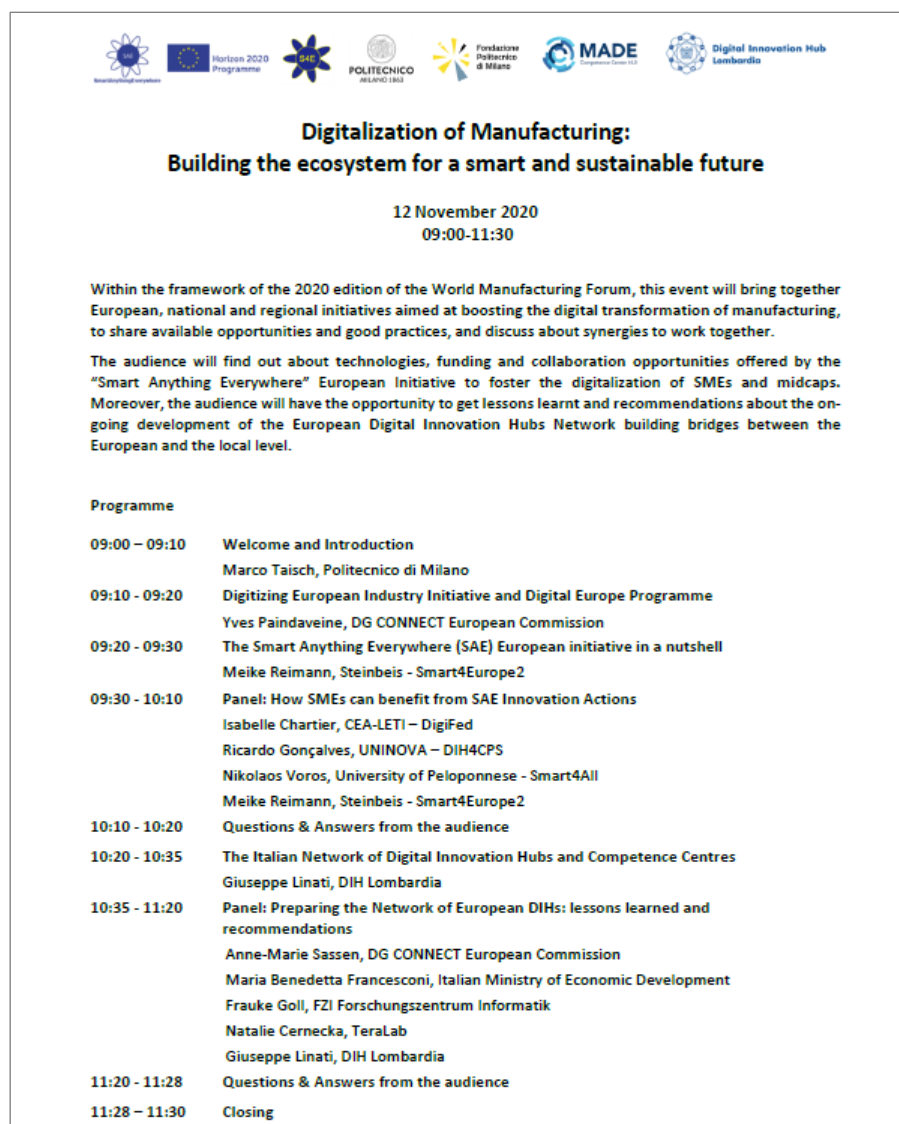 SAE
SmartAnythingEverywhere
Horizon 2020
Programme
S4E
POLITECNICO
MILANO 1863
Fondazione
Politecnico
di Milano
MADE
Competence Center I4.0
Digital Innovation Hub
Lombardia
Digitalization of Manufacturing:
Building the ecosystem for a smart and sustainable future
12 November 2020
09:00-11:30
Within the framework of the 2020 edition of the World Manufacturing Forum, this event will bring together
European, national and regional initiatives aimed at boosting the digital transformation of manufacturing,
to share available opportunities and good practices, and discuss about synergies to work together.
The audience will find out about technologies, funding and collaboration opportunities offered by the
“Smart Anything Everywhere” European Initiative to foster the digitalization of SMEs and midcaps.
Moreover, the audience will have the opportunity to get lessons learnt and recommendations about the on-
going development of the European Digital Innovation Hubs Network building bridges between the
European and the local level.
Programme
09:00 – 09:10 Welcome and Introduction
Marco Taisch, Politecnico di Milano
09:10 - 09:20 Digitizing European Industry Initiative and Digital Europe Programme
Yves Paindaveine, DG CONNECT European Commission
09:20 - 09:30 The Smart Anything Everywhere (SAE) European initiative in a nutshell
Meike Reimann, Steinbeis - Smart4Europe2
09:30 - 10:10 Panel: How SMEs can benefit from SAE Innovation Actions
Isabelle Chartier, CEA-LETI – DigiFed
Ricardo Gonçalves, UNINOVA – DIH4CPS
Nikolaos Voros, University of Peloponnese - Smart4All
Meike Reimann, Steinbeis - Smart4Europe2
10:10 - 10:20 Questions & Answers from the audience
10:20 - 10:35 The Italian Network of Digital Innovation Hubs and Competence Centres
Giuseppe Linati, DIH Lombardia
10:35 - 11:20 Panel: Preparing the Network of European DIHs: lessons learned and
recommendations
Anne-Marie Sassen, DG CONNECT European Commission
Maria Benedetta Francesconi, Italian Ministry of Economic Development
Frauke Goll, FZI Forschungszentrum Informatik
Natalie Cernecka, TeraLab
Giuseppe Linati, DIH Lombardia
11:20 - 11:28 Questions & Answers from the audience
11:28 – 11:30 Closing